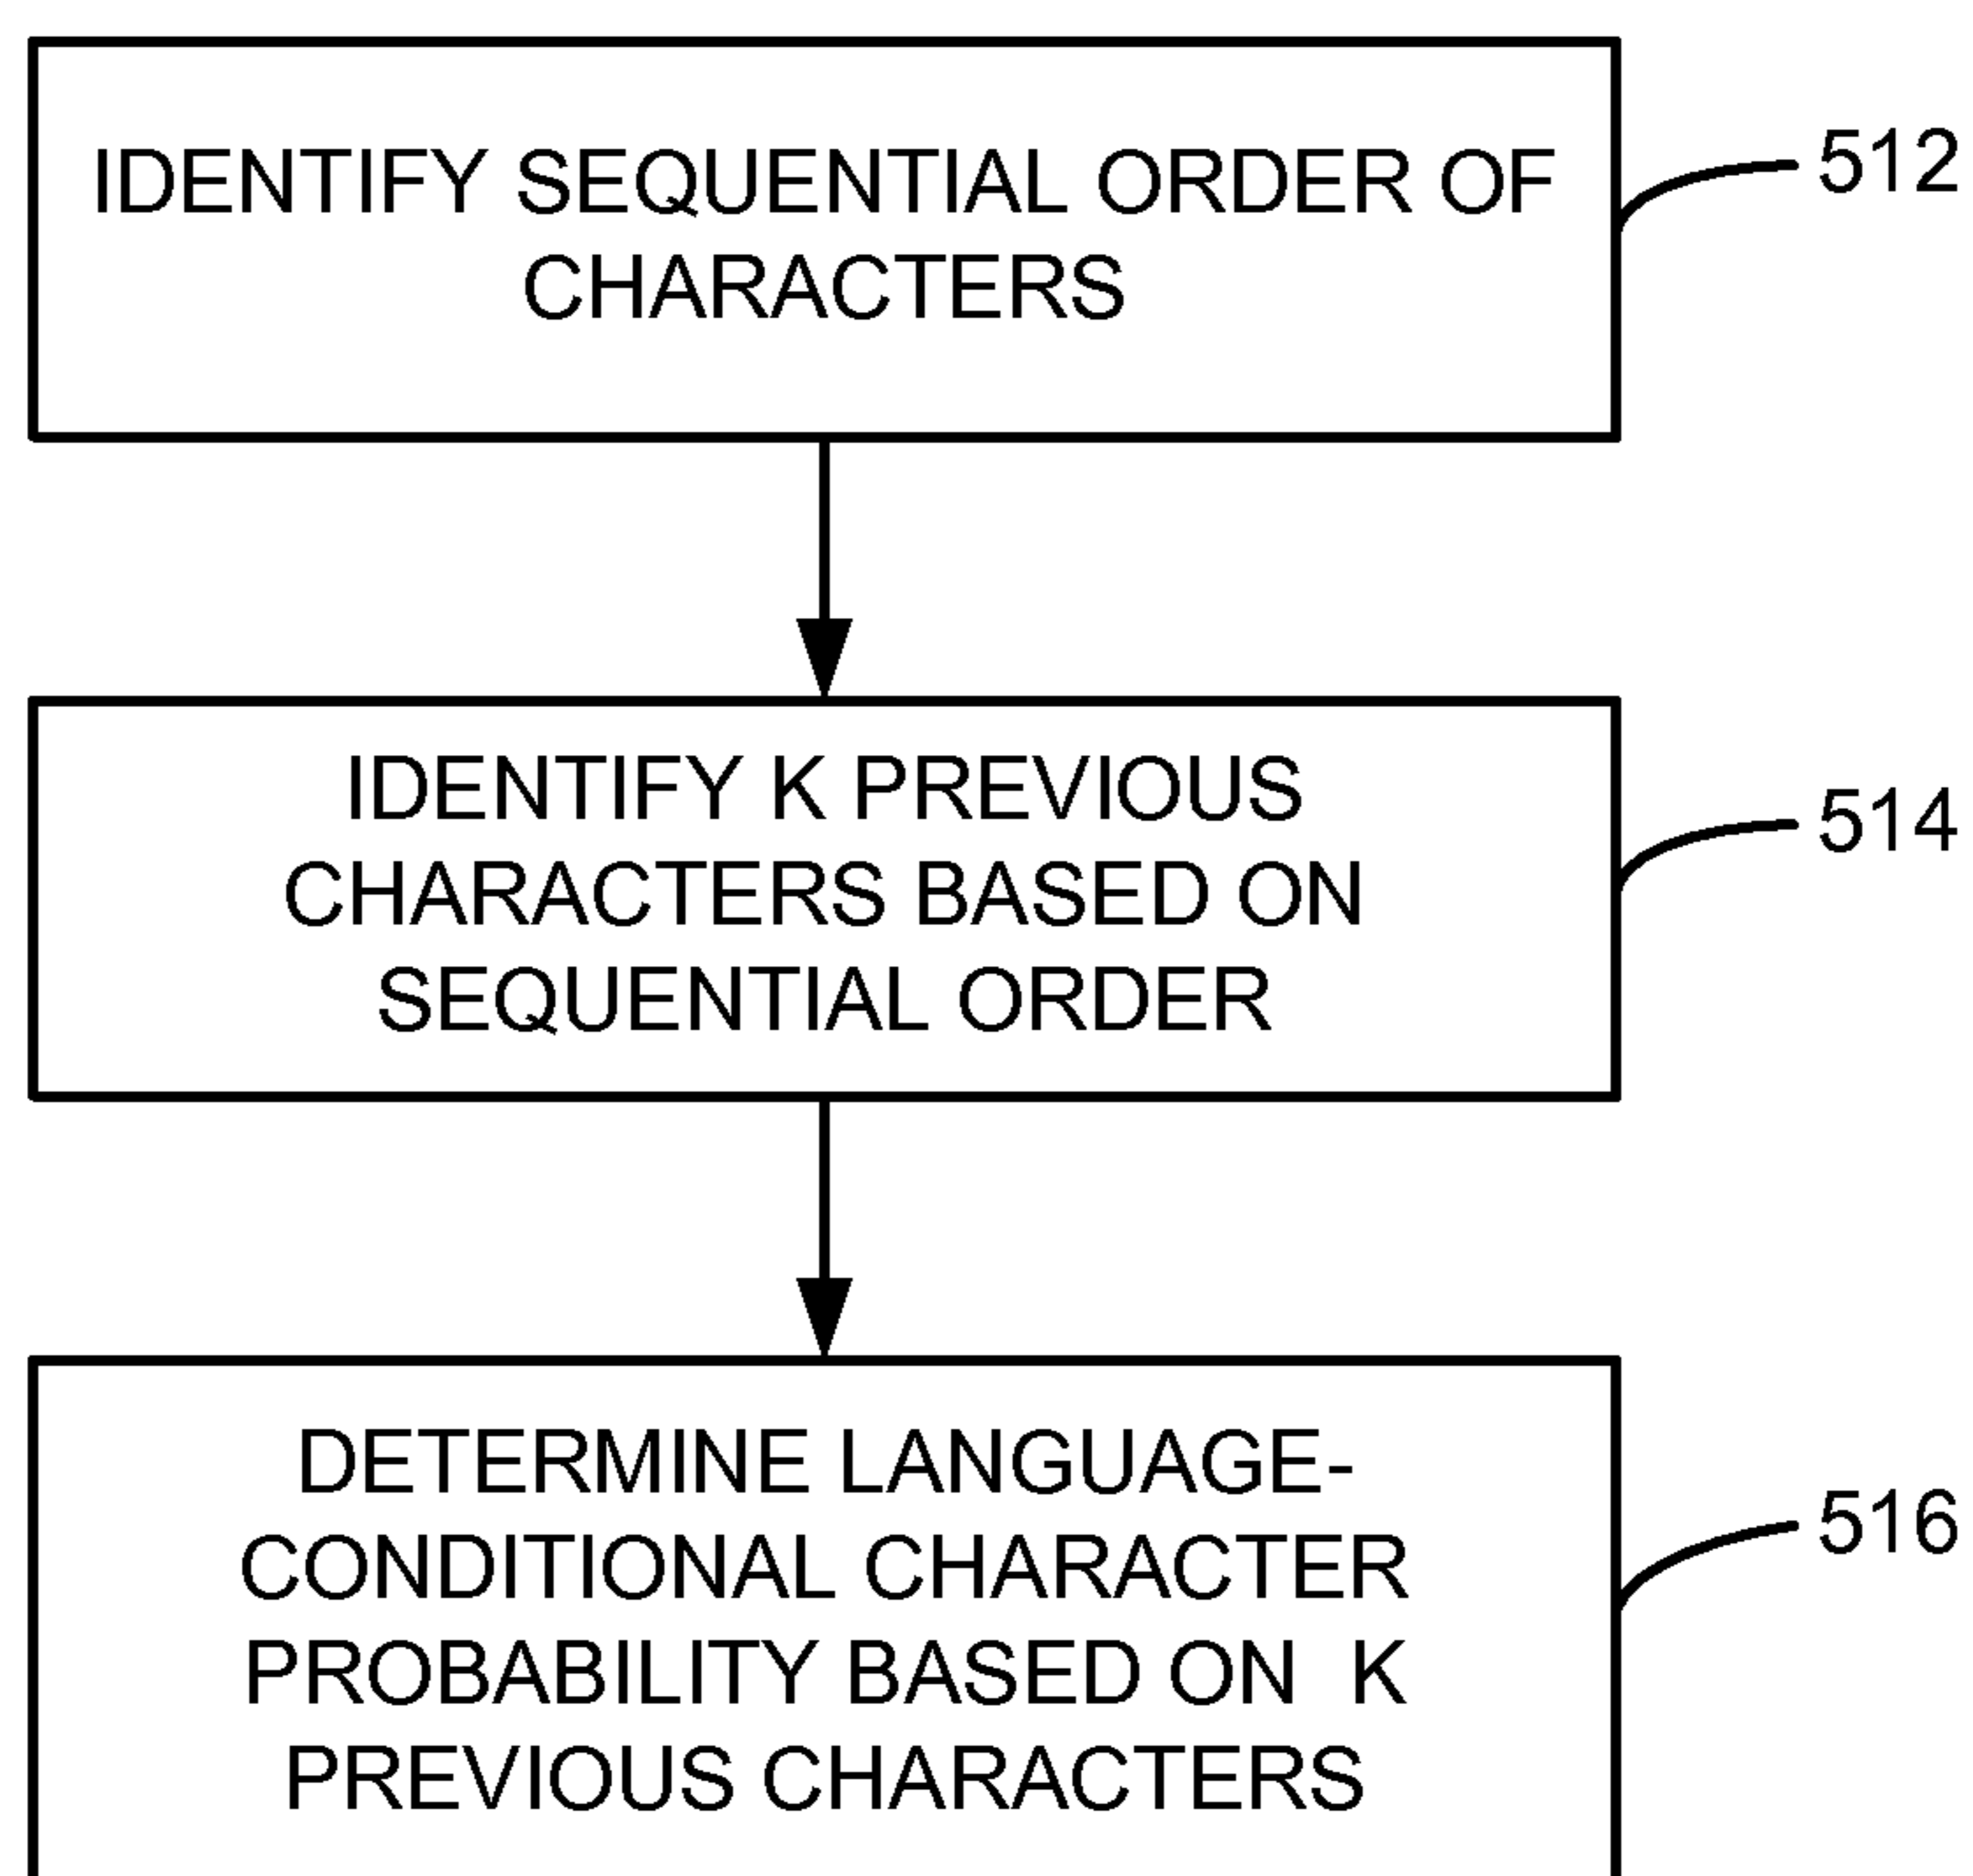 IDENTIFY SEQUENTIAL ORDER OF
CHARACTERS
512
IDENTIFY K PREVIOUS
CHARACTERS BASED ON
SEQUENTIAL ORDER
514
DETERMINE LANGUAGE-
CONDITIONAL CHARACTER
PROBABILITY BASED ON K
PREVIOUS CHARACTERS
516